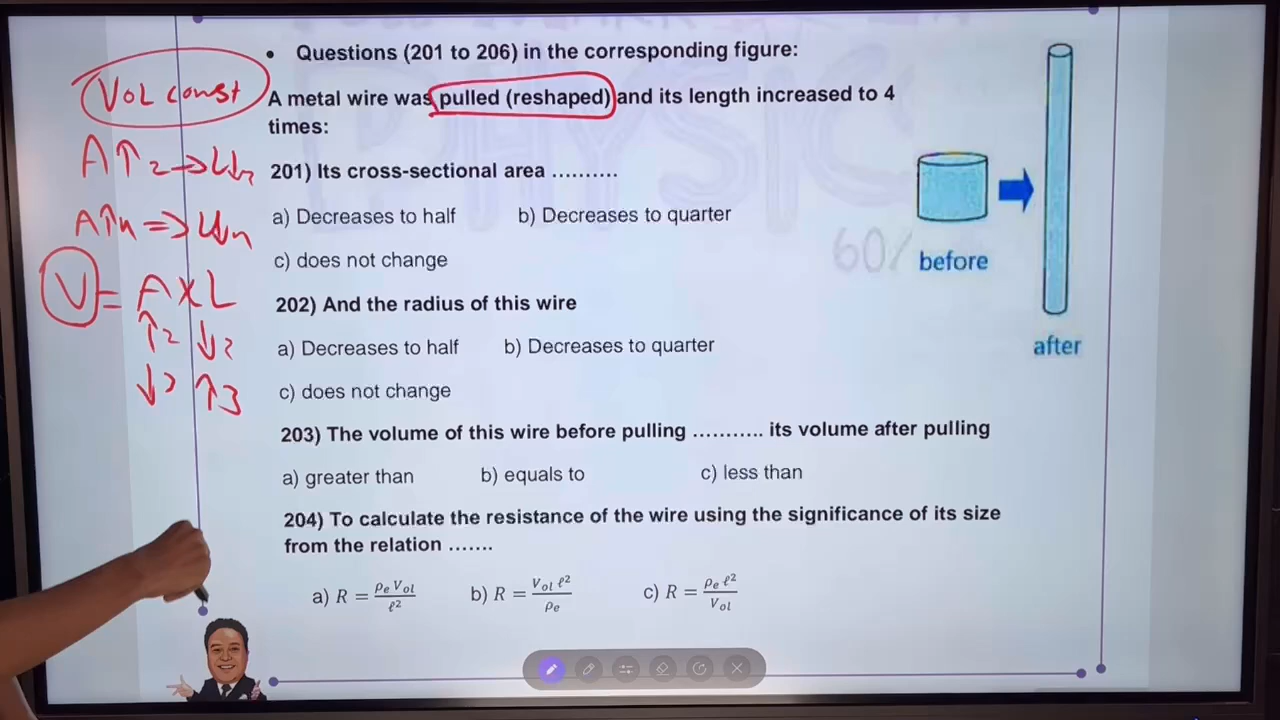 • Questions (201 to 206) in the corresponding figure:
VOL const
A metal wire was pulled (reshaped) and its length increased to 4
times:
A↑2
201) Its cross-sectional area ..........
a) Decreases to half b) Decreases to quarter
A↑n
c) does not change
60%
before
V = A X L
202) And the radius of this wire
↑2 ↓2
a) Decreases to half b) Decreases to quarter
after
↑3
c) does not change
203) The volume of this wire before pulling ........... its volume after pulling
a) greater than b) equals to c) less than
204) To calculate the resistance of the wire using the significance of its size
from the relation .......
a) R = ρe Vol / ℓ² b) R = Vol ℓ² / ρe c) R = ρe ℓ² / Vol